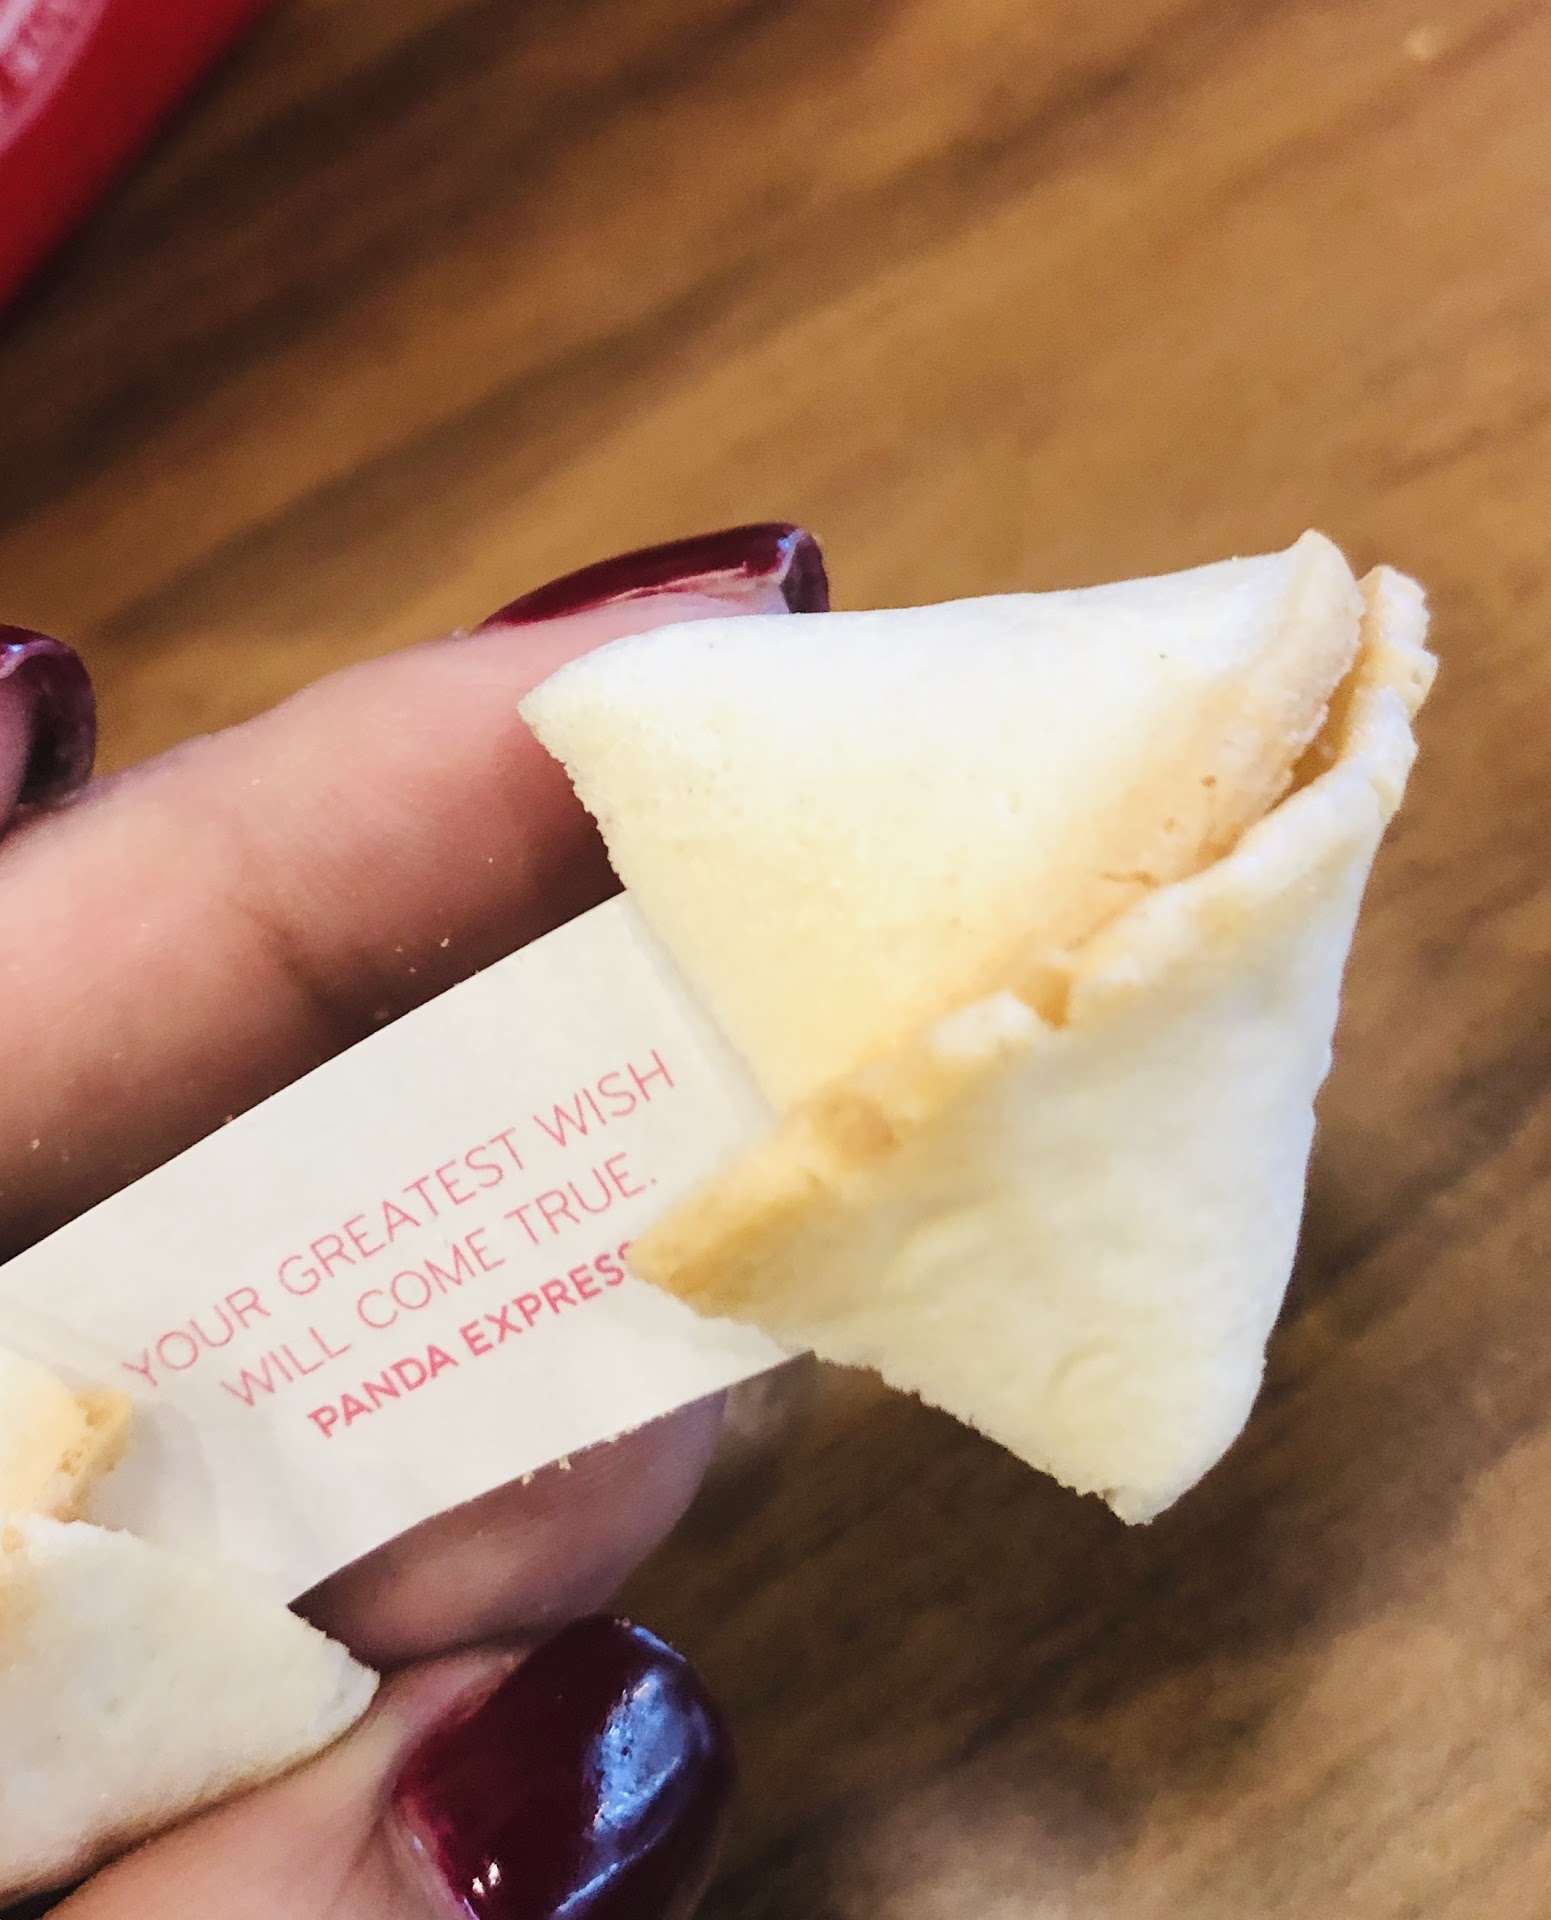 YOUR GREATEST WISH
WILL COME TRUE.
PANDA EXPRESS